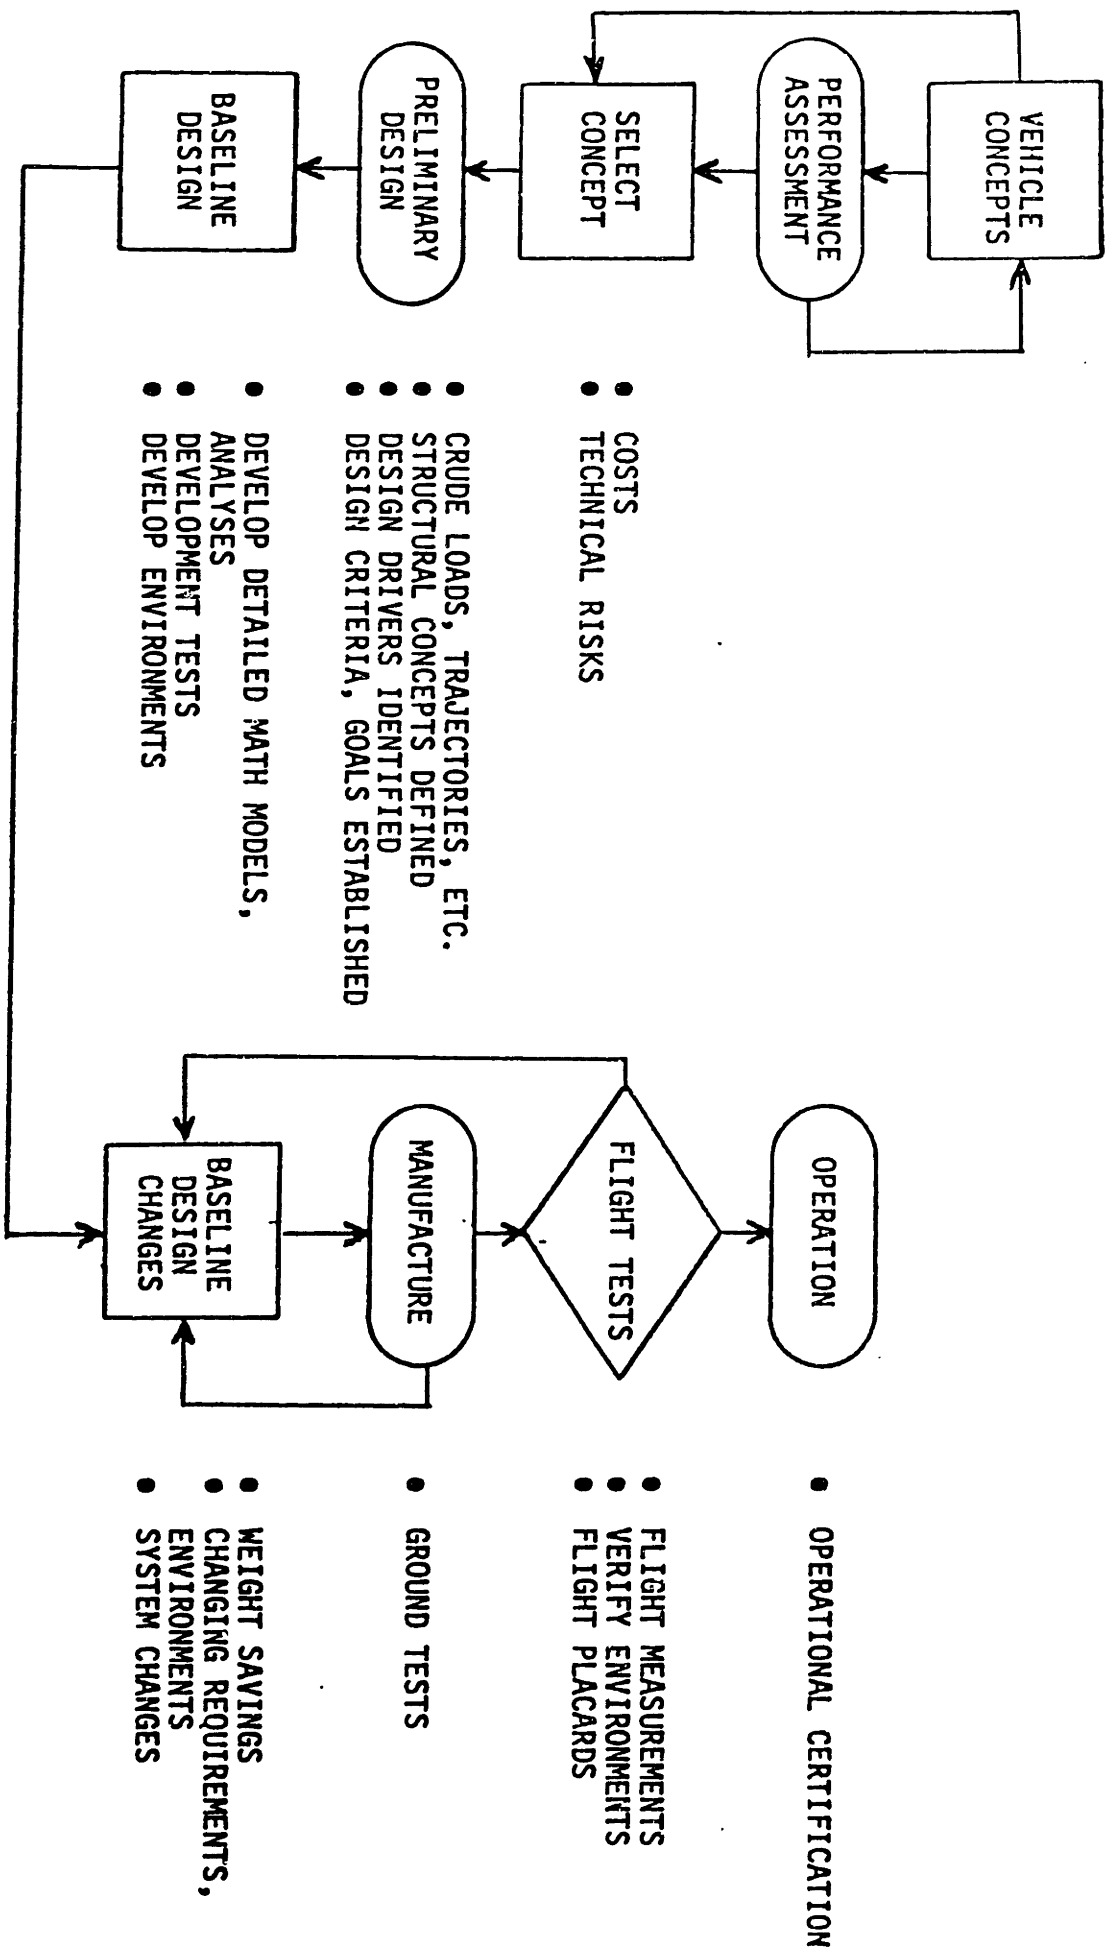 VEHICLE
CONCEPTS
PERFORMANCE
ASSESSMENT
SELECT
CONCEPT
● COSTS
● TECHNICAL RISKS
PRELIMINARY
DESIGN
● CRUDE LOADS, TRAJECTORIES, ETC.
● STRUCTURAL CONCEPTS DEFINED
● DESIGN DRIVERS IDENTIFIED
● DESIGN CRITERIA, GOALS ESTABLISHED
BASELINE
DESIGN
● DEVELOP DETAILED MATH MODELS,
ANALYSES
● DEVELOPMENT TESTS
● DEVELOP ENVIRONMENTS
OPERATION
● OPERATIONAL CERTIFICATION
FLIGHT TESTS
● FLIGHT MEASUREMENTS
● VERIFY ENVIRONMENTS
● FLIGHT PLACARDS
MANUFACTURE
● GROUND TESTS
BASELINE
DESIGN
CHANGES
● WEIGHT SAVINGS
● CHANGING REQUIREMENTS,
ENVIRONMENTS
● SYSTEM CHANGES